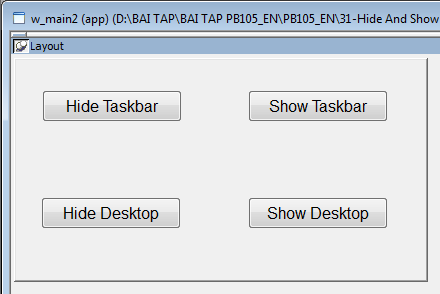 w_main2 (app) (D:\BAI TAP\BAI TAP PB105_EN\PB105_EN\31-Hide And Show
Layout
Hide Taskbar Show Taskbar
Hide Desktop Show Desktop